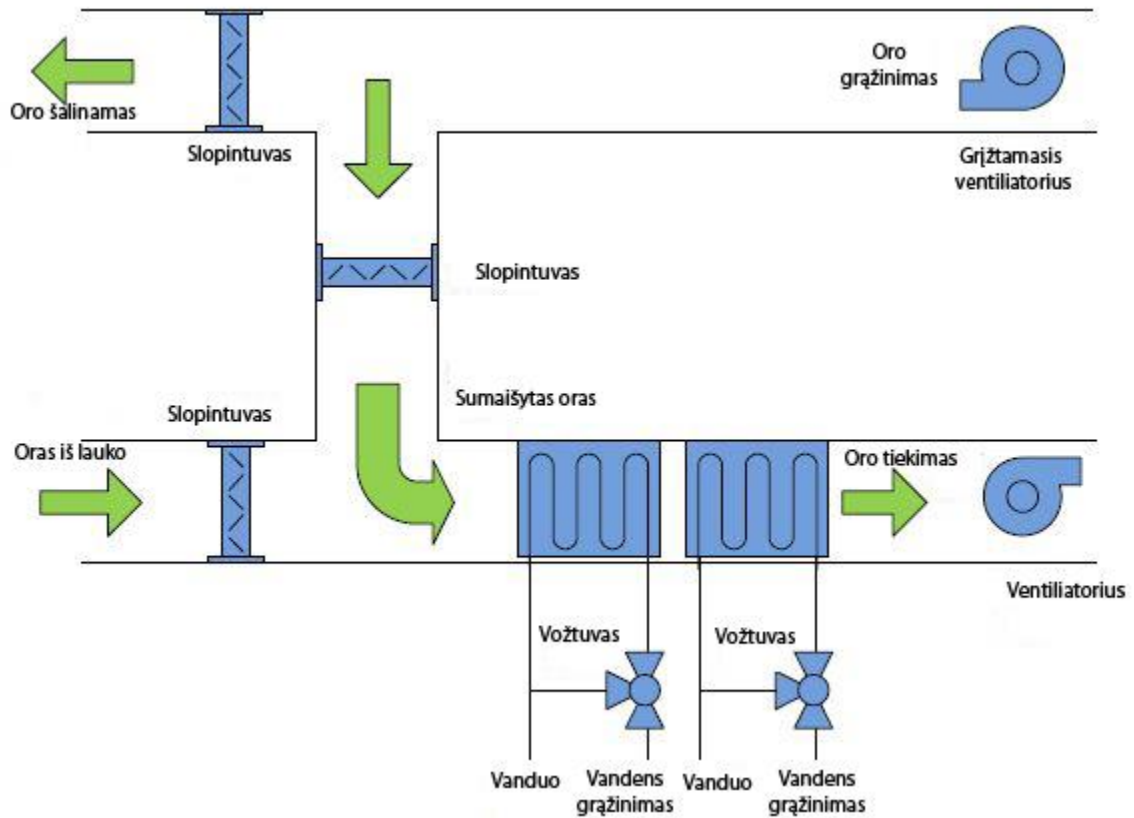 Oro
grąžinimas
Oro šalinamas
Slopintuvas
Grįžtamasis
ventiliatorius
Slopintuvas
Sumaišytas oras
Slopintuvas
Oras iš lauko
Oro tiekimas
Ventiliatorius
Vožtuvas
Vožtuvas
Vanduo
Vandens
grąžinimas
Vanduo
Vandens
grąžinimas